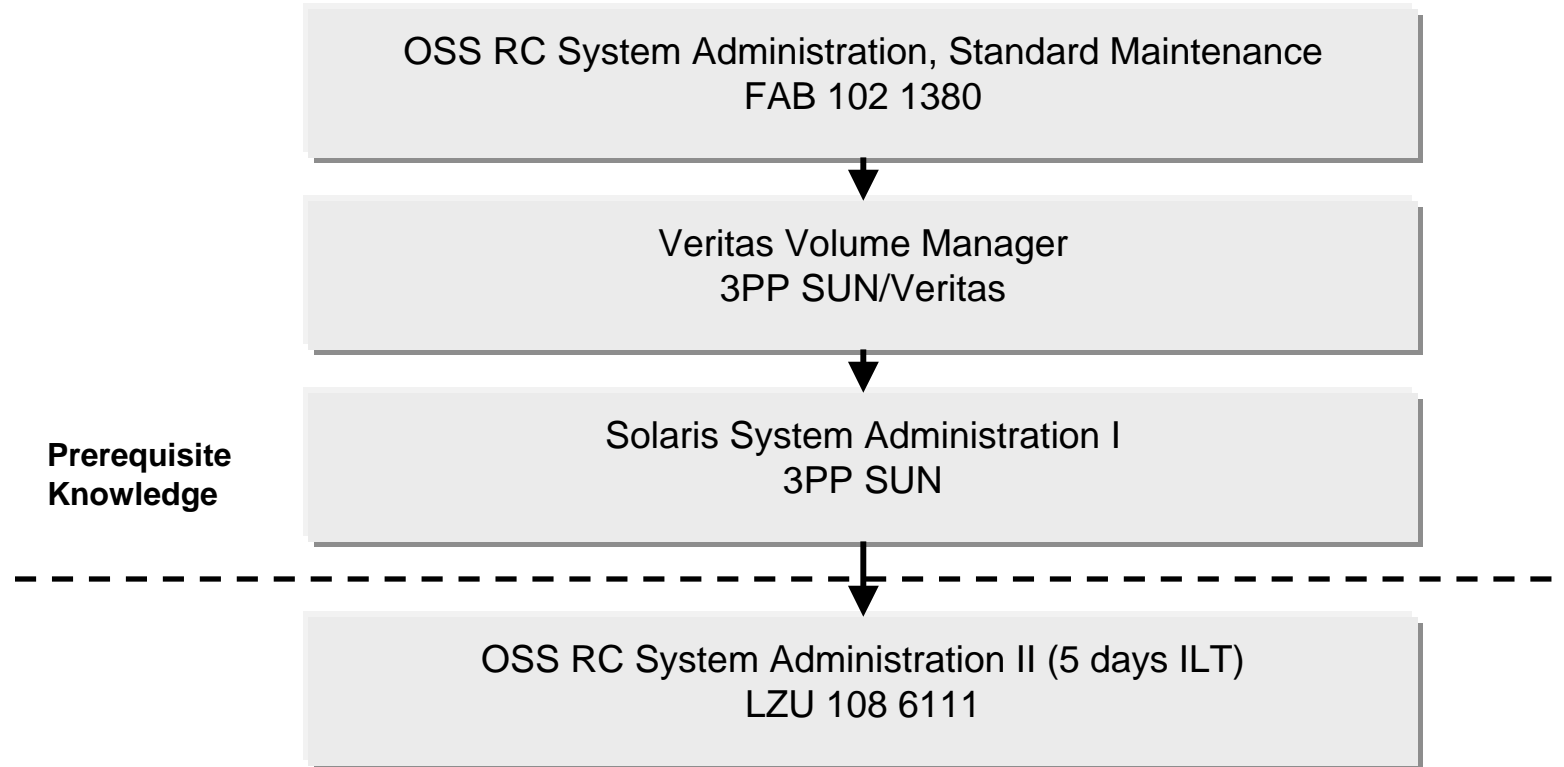 OSS RC System Administration, Standard Maintenance
FAB 102 1380
Veritas Volume Manager
3PP SUN/Veritas
Solaris System Administration I
3PP SUN
Prerequisite
Knowledge
OSS RC System Administration II (5 days ILT)
LZU 108 6111